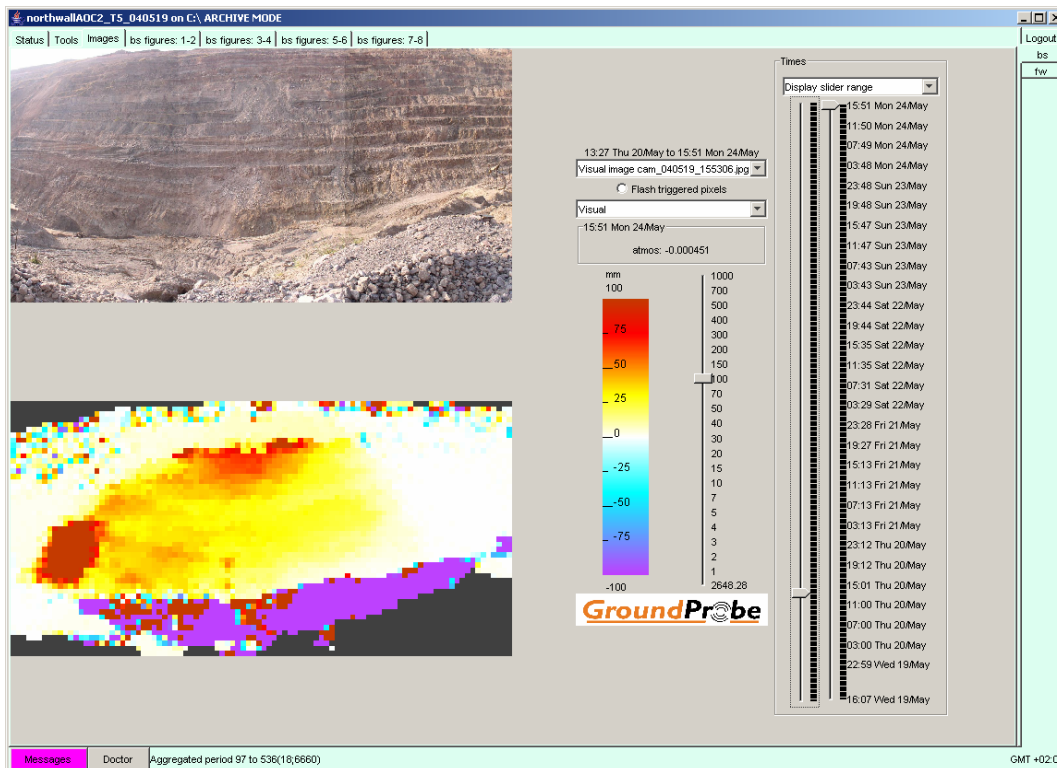 northwallAOC2_T5_040519 on C:\ ARCHIVE MODE
Status Tools Images bs figures: 1-2 bs figures: 3-4 bs figures: 5-6 bs figures: 7-8 Logout
bs
fw
Times
Display slider range
13:27 Thu 20/May to 15:51 Mon 24/May
Visual image cam_040519_155306.jpg
Flash triggered pixels
Visual
15:51 Mon 24/May
atmos: -0.000451
mm
100
75
50
25
0
-25
-50
-75
-100
1000
700
500
400
300
200
150
100
70
50
40
30
20
15
10
7
5
4
3
2
1
2648.28
GroundProbe
15:51 Mon 24/May
11:50 Mon 24/May
07:49 Mon 24/May
03:48 Mon 24/May
23:48 Sun 23/May
19:48 Sun 23/May
15:47 Sun 23/May
11:47 Sun 23/May
07:43 Sun 23/May
03:43 Sun 23/May
23:44 Sat 22/May
19:44 Sat 22/May
15:35 Sat 22/May
11:35 Sat 22/May
07:31 Sat 22/May
03:29 Sat 22/May
23:28 Fri 21/May
19:27 Fri 21/May
15:13 Fri 21/May
11:13 Fri 21/May
07:13 Fri 21/May
03:13 Fri 21/May
23:12 Thu 20/May
19:12 Thu 20/May
15:01 Thu 20/May
11:00 Thu 20/May
07:00 Thu 20/May
03:00 Thu 20/May
22:59 Wed 19/May
16:07 Wed 19/May
Messages Doctor Aggregated period 97 to 536(18;6660) GMT +02:0